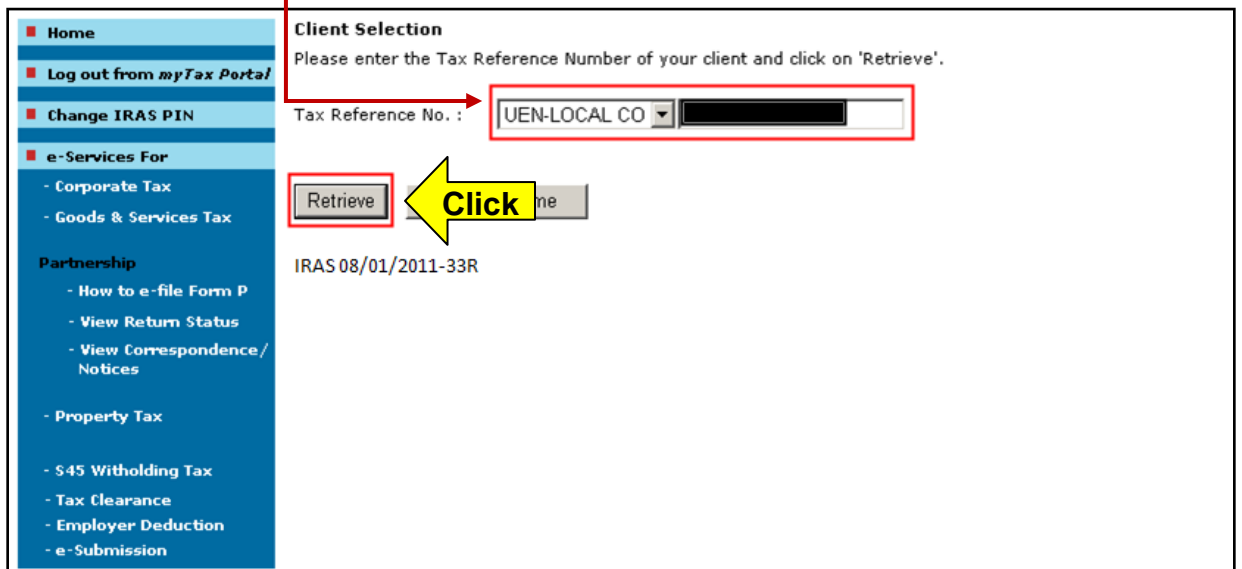 Home
Log out from myTax Portal
Change IRAS PIN
e-Services For
- Corporate Tax
- Goods & Services Tax
Partnership
- How to e-file Form P
- View Return Status
- View Correspondence/
Notices
- Property Tax
- S45 Witholding Tax
- Tax Clearance
- Employer Deduction
- e-Submission
Client Selection
Please enter the Tax Reference Number of your client and click on 'Retrieve'.
Tax Reference No. : UEN-LOCAL CO
Retrieve Click
IRAS 08/01/2011-33R